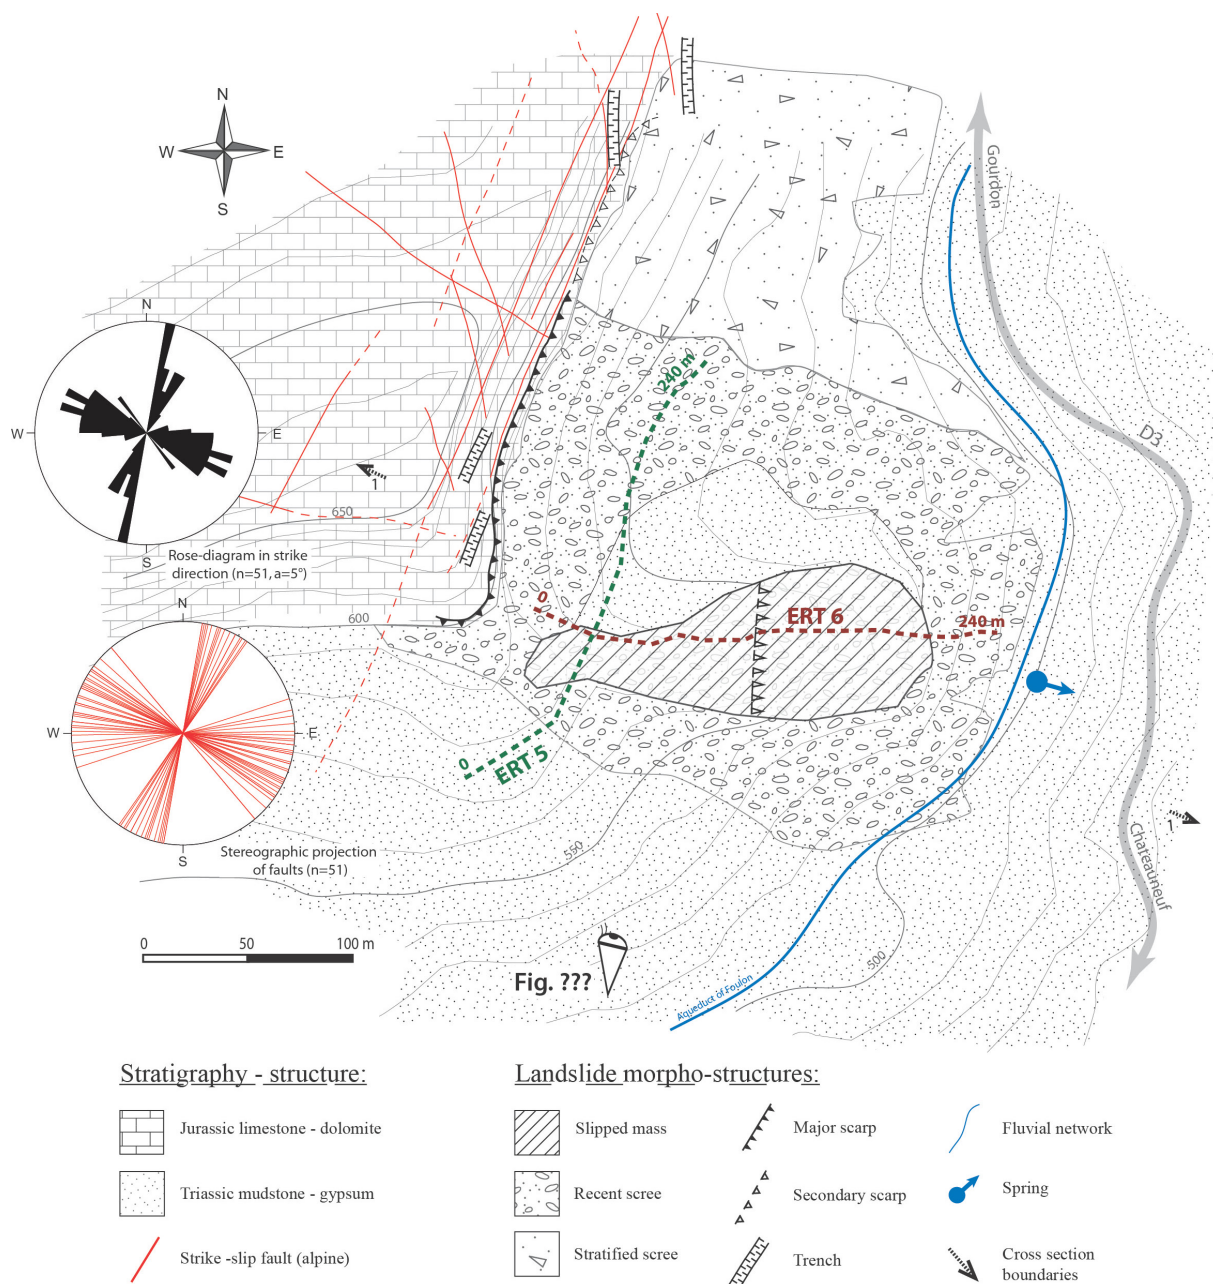 N
W
E
S
Gourdon
240 m
N
W
E
S
D3
1
650
Rose-diagram in strike
direction (n=51, a=5°)
0
ERT 6
240 m
600
N
W
E
S
0
ERT 5
Stereographic projection
of faults (n=51)
1
550
Chateauneuf
0
50
100 m
500
Fig. ???
Aqueduct of Foulon
Stratigraphy - structure:
Jurassic limestone - dolomite
Triassic mudstone - gypsum
Strike -slip fault (alpine)
Landslide morpho-structures:
Slipped mass
Recent scree
Stratified scree
Major scarp
Secondary scarp
Trench
Fluvial network
Spring
Cross section
boundaries